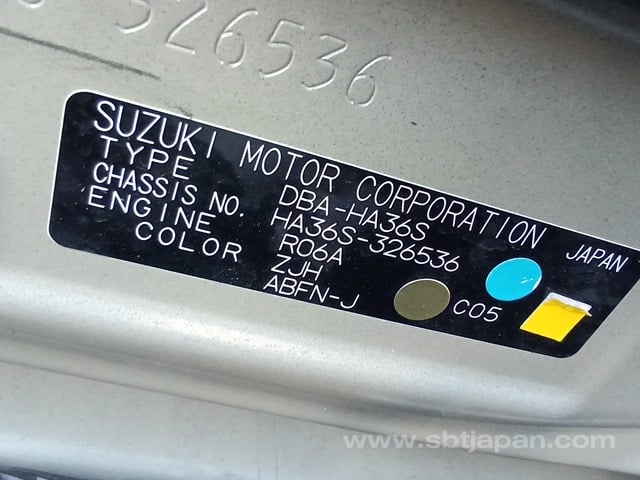 326536
SUZUKI MOTOR CORPORATION JAPAN
TYPE DBA-HA36S
CHASSIS NO. HA36S-326536
ENGINE R06A
COLOR ZJH
ABFN-J C05
www.sbtjapan.com